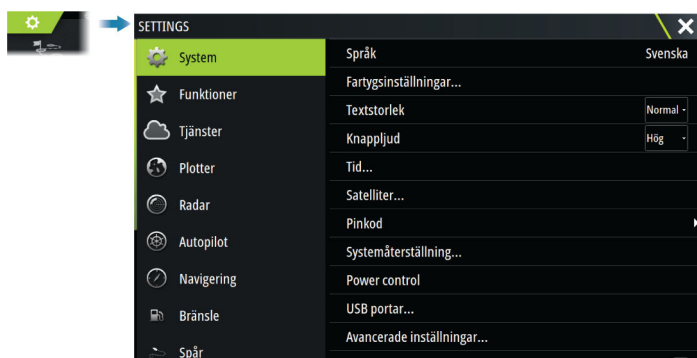 SETTINGS
System
Funktioner
Tjänster
Plotter
Radar
Autopilot
Navigering
Bränsle
Spår
Språk Svenska
Fartygsinställningar...
Textstorlek Normal
Knappljud Hög
Tid...
Satelliter...
Pinkod
Systemåterställning...
Power control
USB portar...
Avancerade inställningar...